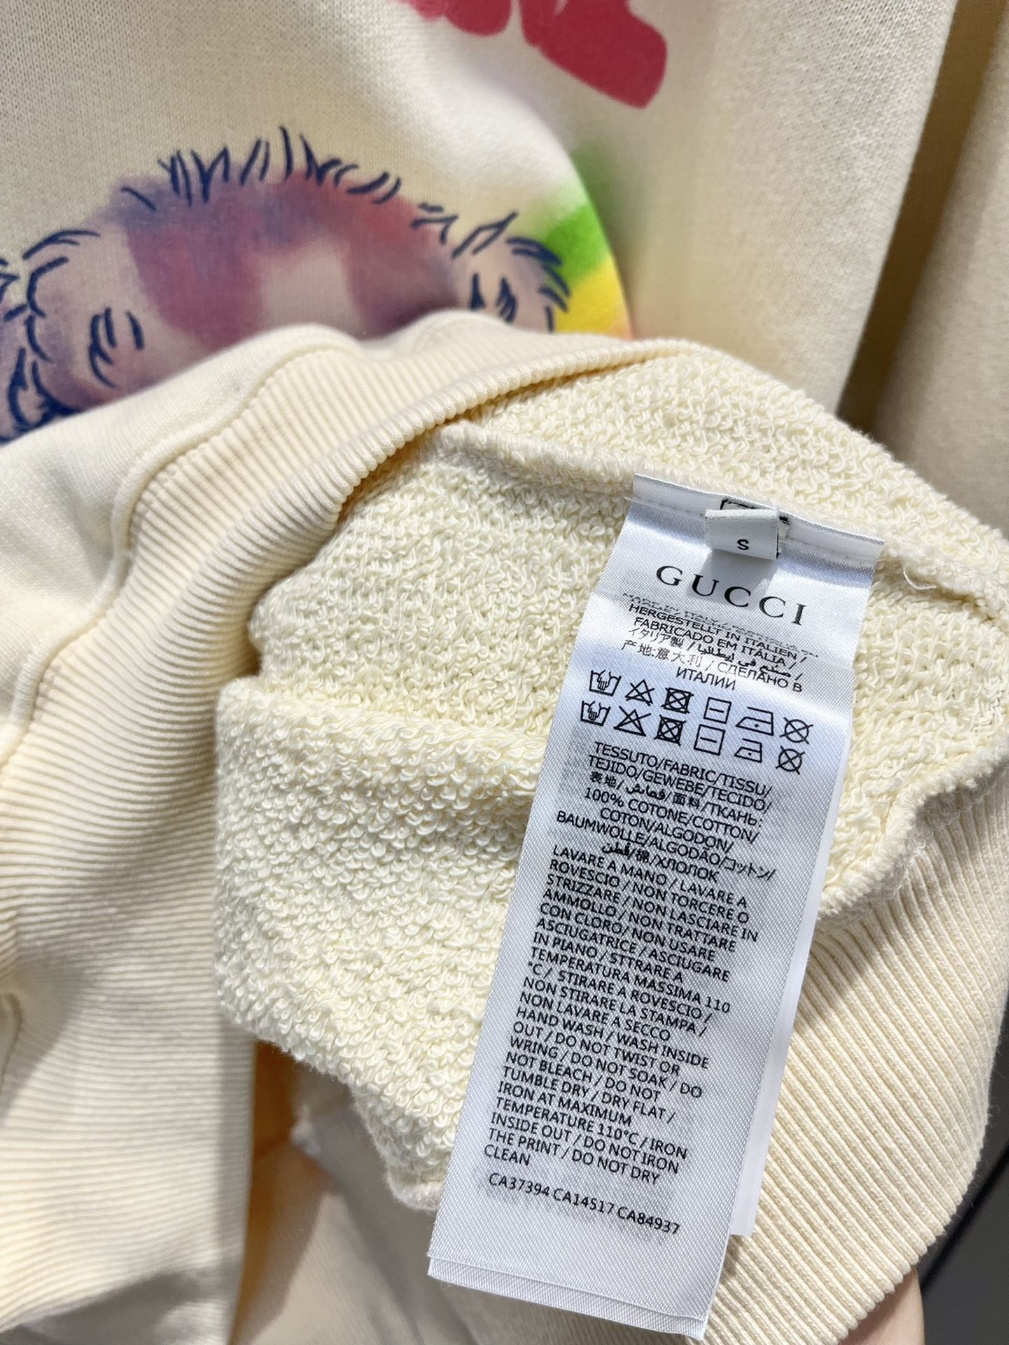 S
GUCCI
HERGESTELLT IN ITALIEN/
FABRICADO EM ITÁLIA/
イタリア製 / صنع في إيطاليا /
产地:意大利 / СДЕЛАНО В
ИТАЛИИ
TESSUTO/FABRIC/TISSU/
TEJIDO/GEWEBE/TECIDO/
表地/قماش/面料/ТКАНЬ:
100% COTONE/COTTON/
COTON/ALGODON/
BAUMWOLLE/ALGODÃO/コットン/
قطن/棉/ХЛОПОК
LAVARE A MANO / LAVARE A
ROVESCIO / NON TORCERE O
STRIZZARE / NON LASCIARE IN
AMMOLLO / NON TRATTARE
CON CLORO/ NON USARE
ASCIUGATRICE / ASCIUGARE
IN PIANO / STTRARE A
TEMPERATURA MASSIMA 110
°C / STIRARE A ROVESCIO /
NON STIRARE LA STAMPA /
NON LAVARE A SECCO
HAND WASH / WASH INSIDE
OUT / DO NOT TWIST OR
WRING / DO NOT SOAK / DO
NOT BLEACH / DO NOT
TUMBLE DRY / DRY FLAT /
IRON AT MAXIMUM
TEMPERATURE 110°C / IRON
INSIDE OUT / DO NOT IRON
THE PRINT / DO NOT DRY
CLEAN
CA37394 CA14517 CA84937